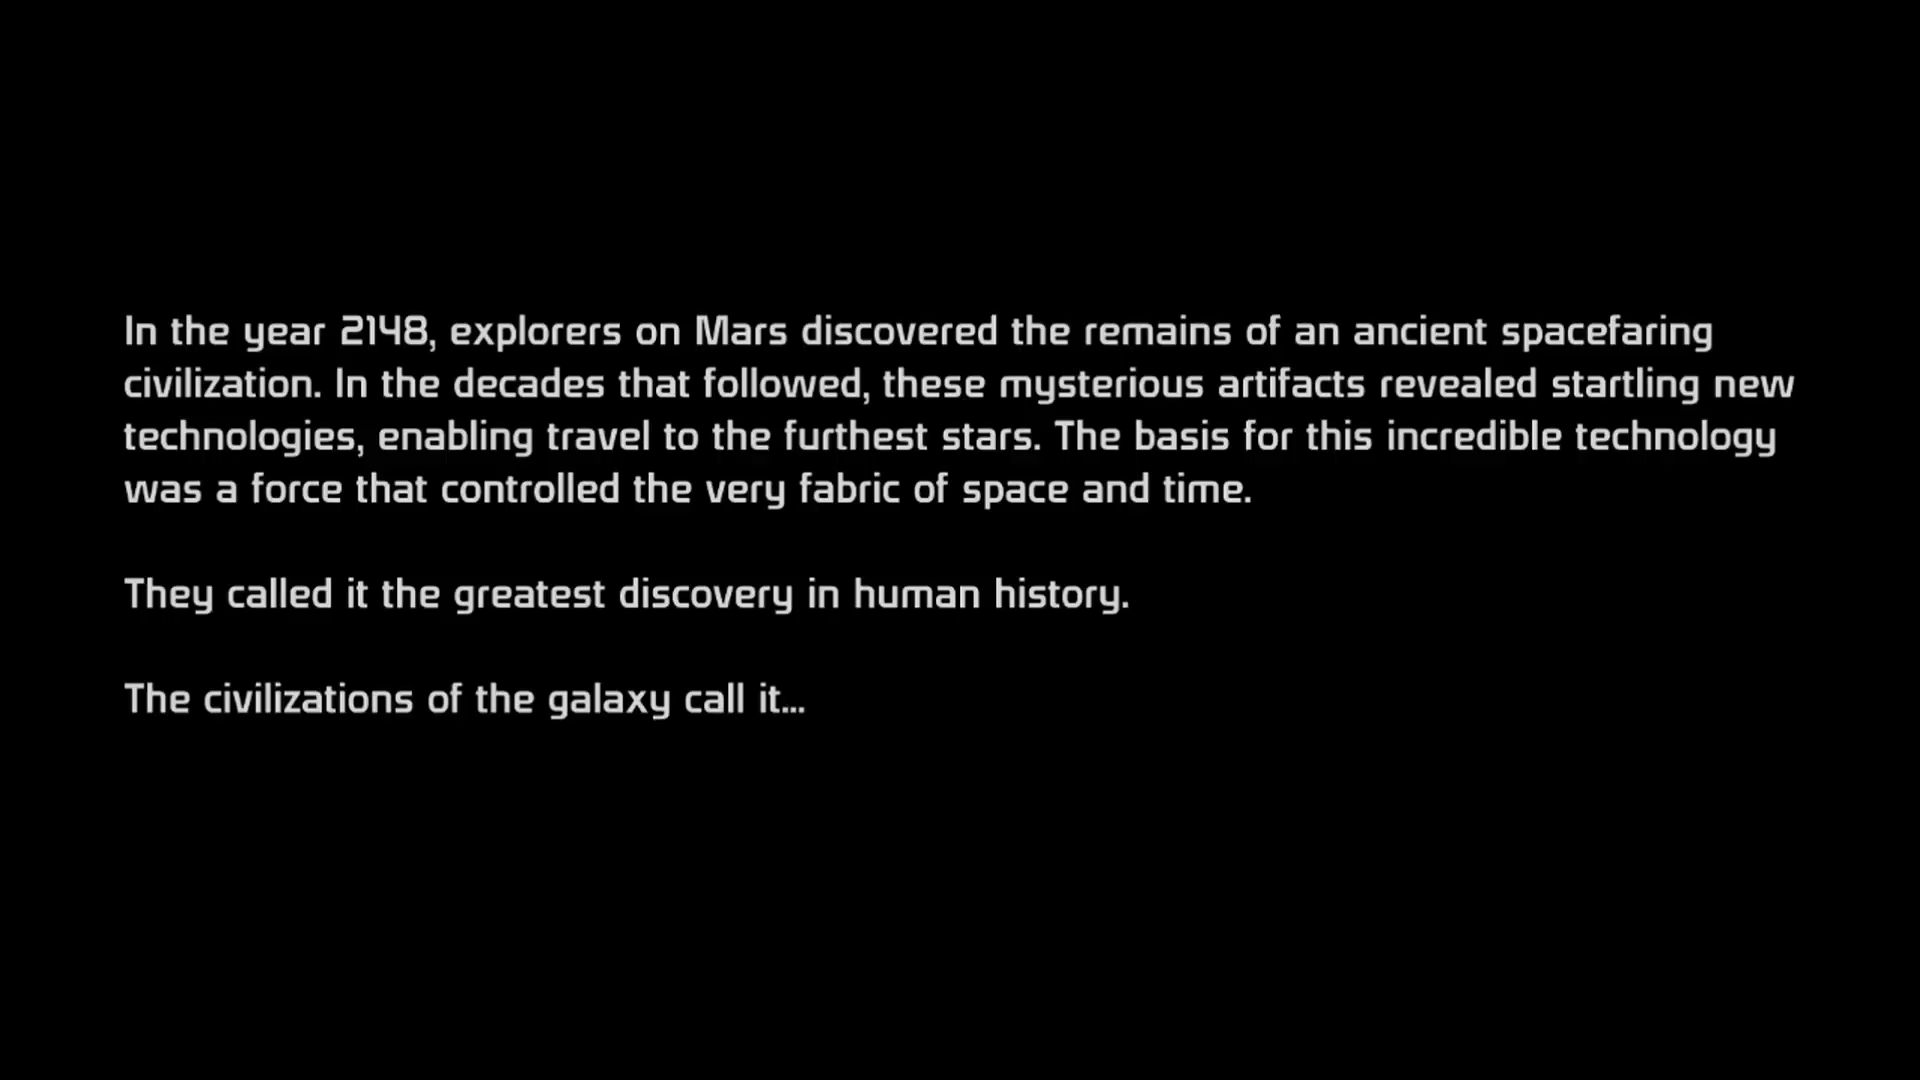 In the year 2148, explorers on Mars discovered the remains of an ancient spacefaring
civilization. In the decades that followed, these mysterious artifacts revealed startling new
technologies, enabling travel to the furthest stars. The basis for this incredible technology
was a force that controlled the very fabric of space and time.
They called it the greatest discovery in human history.
The civilizations of the galaxy call it...